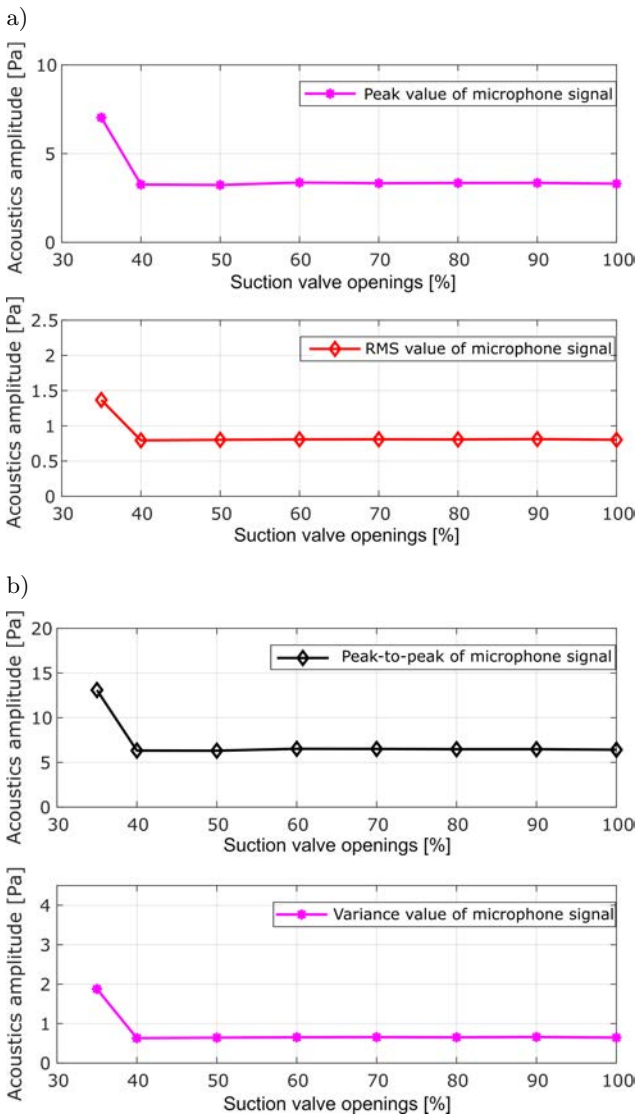 a)
10
5
0
Acoustics amplitude [Pa]
Peak value of microphone signal
30 40 50 60 70 80 90 100
Suction valve openings [%]
2.5
2
1.5
1
0.5
0
Acoustics amplitude [Pa]
RMS value of microphone signal
30 40 50 60 70 80 90 100
Suction valve openings [%]
b)
20
15
10
5
0
Acoustics amplitude [Pa]
Peak-to-peak of microphone signal
30 40 50 60 70 80 90 100
Suction valve openings [%]
4
3
2
1
0
Acoustics amplitude [Pa]
Variance value of microphone signal
30 40 50 60 70 80 90 100
Suction valve openings [%]